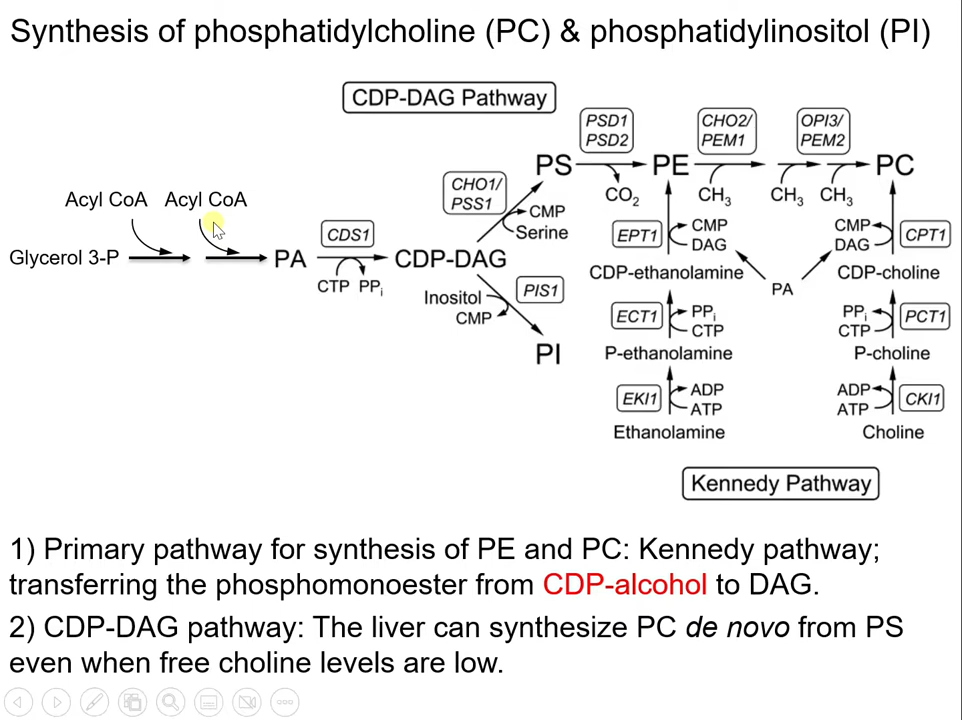 Synthesis of phosphatidylcholine (PC) & phosphatidylinositol (PI)
CDP-DAG Pathway
PSD1
PSD2
CHO2/
PEM1
OPI3/
PEM2
PS
PE
PC
CO2
CH3
CH3
CH3
CHO1/
PSS1
CMP
Serine
Acyl CoA
Acyl CoA
Glycerol 3-P
PA
CDS1
CTP
PPi
CDP-DAG
Inositol
CMP
PIS1
PI
EPT1
CMP
DAG
CDP-ethanolamine
ECT1
PPi
CTP
P-ethanolamine
EKI1
ADP
ATP
Ethanolamine
PA
CMP
DAG
CPT1
CDP-choline
PPi
CTP
PCT1
P-choline
ADP
ATP
CKI1
Choline
Kennedy Pathway
1) Primary pathway for synthesis of PE and PC: Kennedy pathway;
transferring the phosphomonoester from CDP-alcohol to DAG.
2) CDP-DAG pathway: The liver can synthesize PC de novo from PS
even when free choline levels are low.